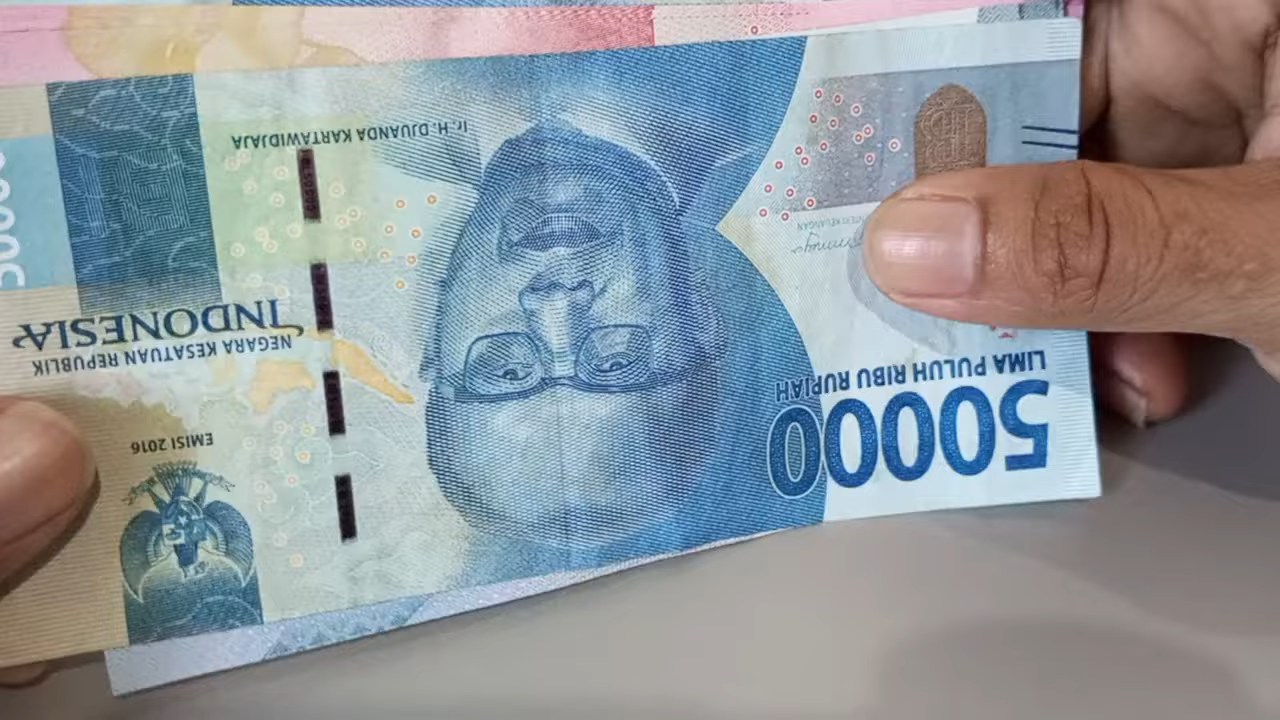 50000
LIMA PULUH RIBU RUPIAH
EMISI 2016
NEGARA KESATUAN REPUBLIK
INDONESIA
Ir. H. DJUANDA KARTAWIDJAJA